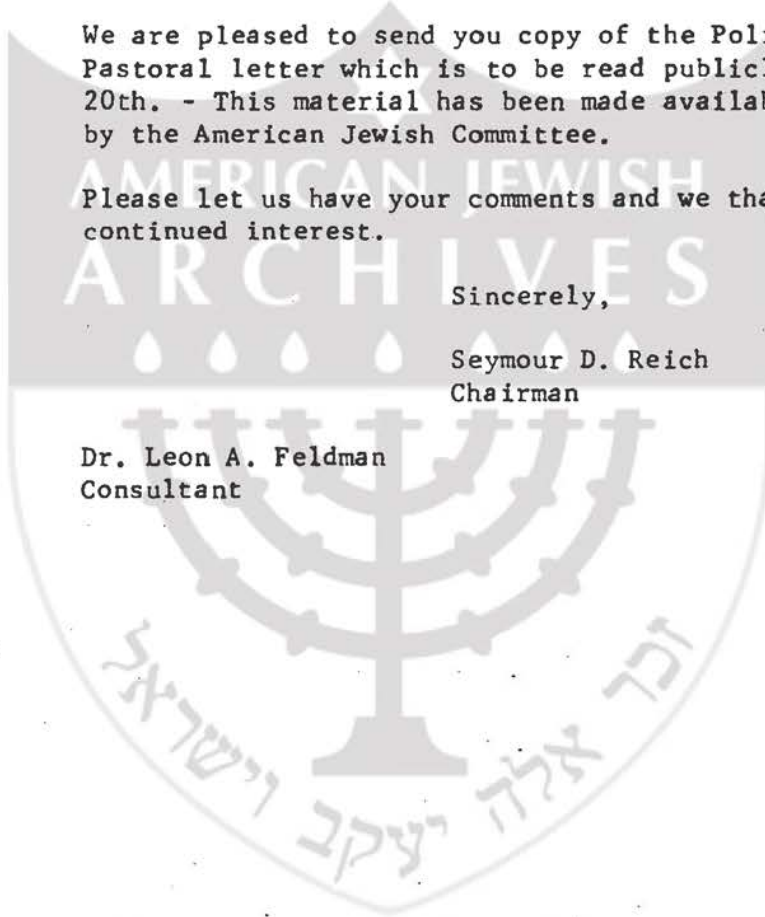 We are pleased to send you copy of the Poli
Pastoral letter which is to be read public
20th. - This material has been made availa
by the American Jewish Committee.
AMERICAN JEWISH
Please let us have your comments and we tha
continued interest.
ARCHIVES
Sincerely,
Seymour D. Reich
Chairman
Dr. Leon A. Feldman
Consultant
זכר אלה יעקב וישראל